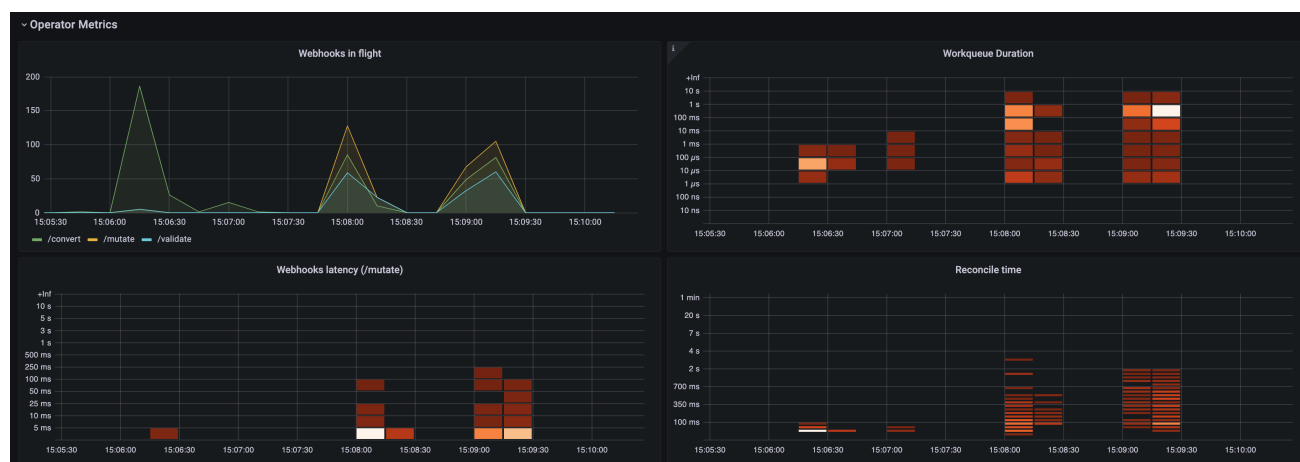 Operator Metrics
Webhooks in flight
200
150
100
50
0
15:05:30 15:06:00 15:06:30 15:07:00 15:07:30 15:08:00 15:08:30 15:09:00 15:09:30 15:10:00
/convert /mutate /validate
i
Workqueue Duration
+Inf
10 s
1 s
100 ms
10 ms
1 ms
100 µs
10 µs
1 µs
100 ns
10 ns
15:05:30 15:06:00 15:06:30 15:07:00 15:07:30 15:08:00 15:08:30 15:09:00 15:09:30 15:10:00
Webhooks latency (/mutate)
+Inf
10 s
5 s
3 s
1 s
500 ms
250 ms
100 ms
50 ms
25 ms
10 ms
5 ms
15:05:30 15:06:00 15:06:30 15:07:00 15:07:30 15:08:00 15:08:30 15:09:00 15:09:30 15:10:00
Reconcile time
1 min
20 s
7 s
4 s
2 s
700 ms
350 ms
100 ms
15:05:30 15:06:00 15:06:30 15:07:00 15:07:30 15:08:00 15:08:30 15:09:00 15:09:30 15:10:00